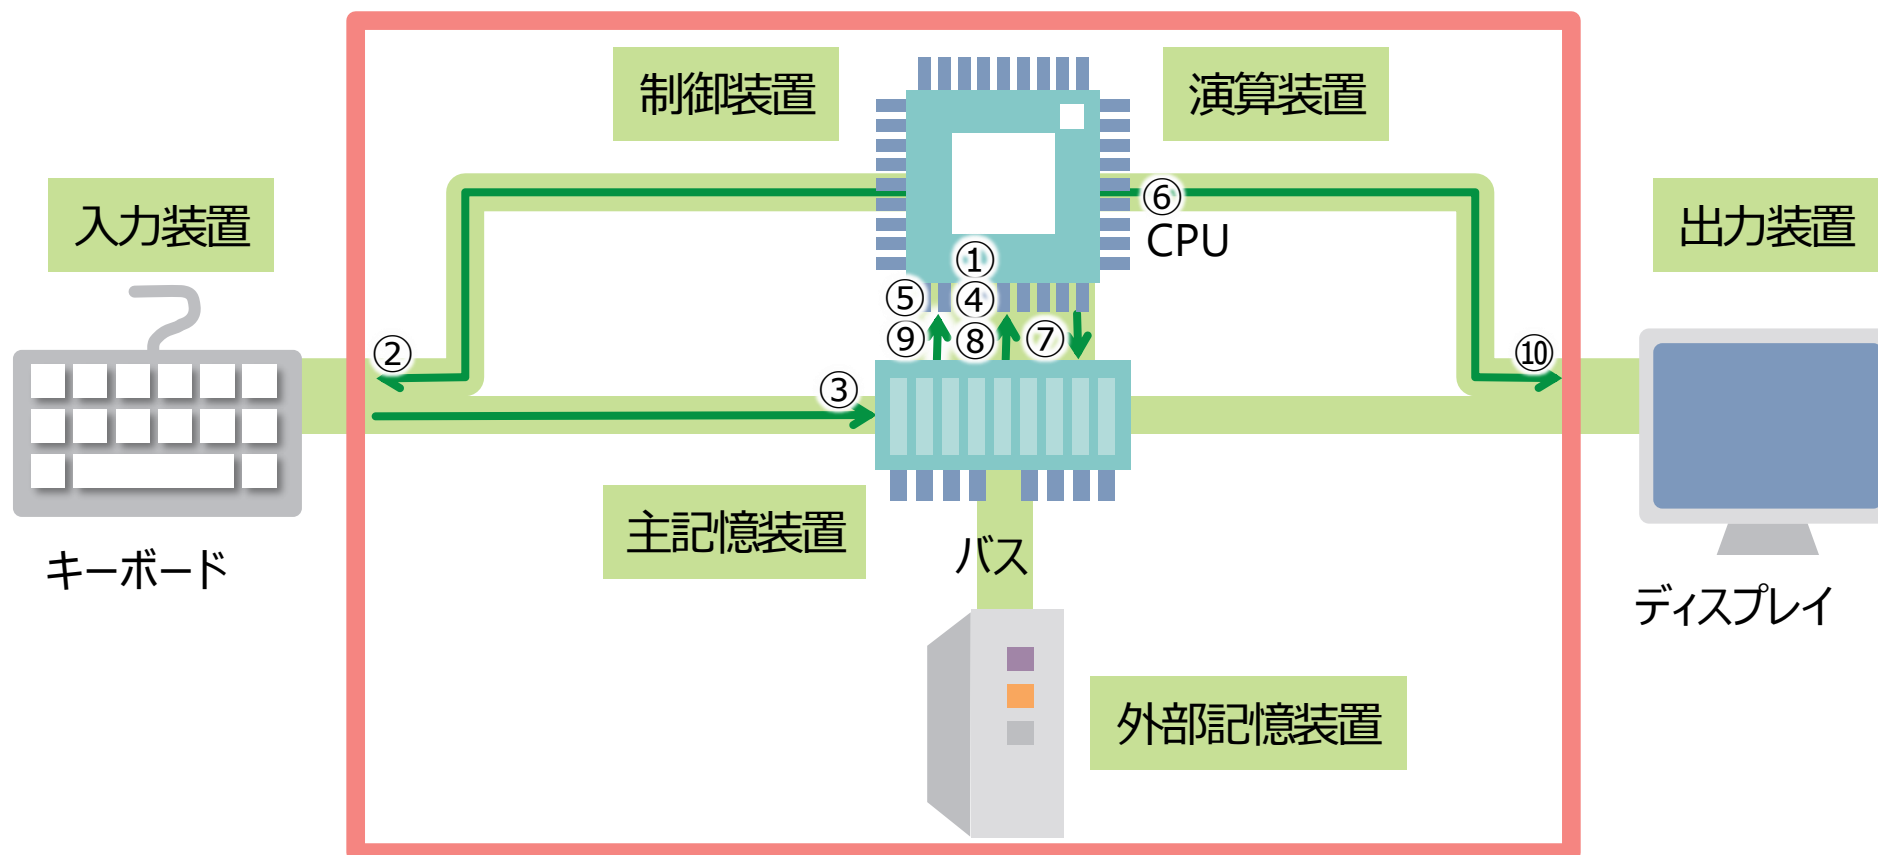 制御装置
演算装置
入力装置
出力装置
⑥
CPU
①
⑤
④
⑨
⑧
⑦
②
⑩
③
主記憶装置
バス
キーボード
ディスプレイ
外部記憶装置